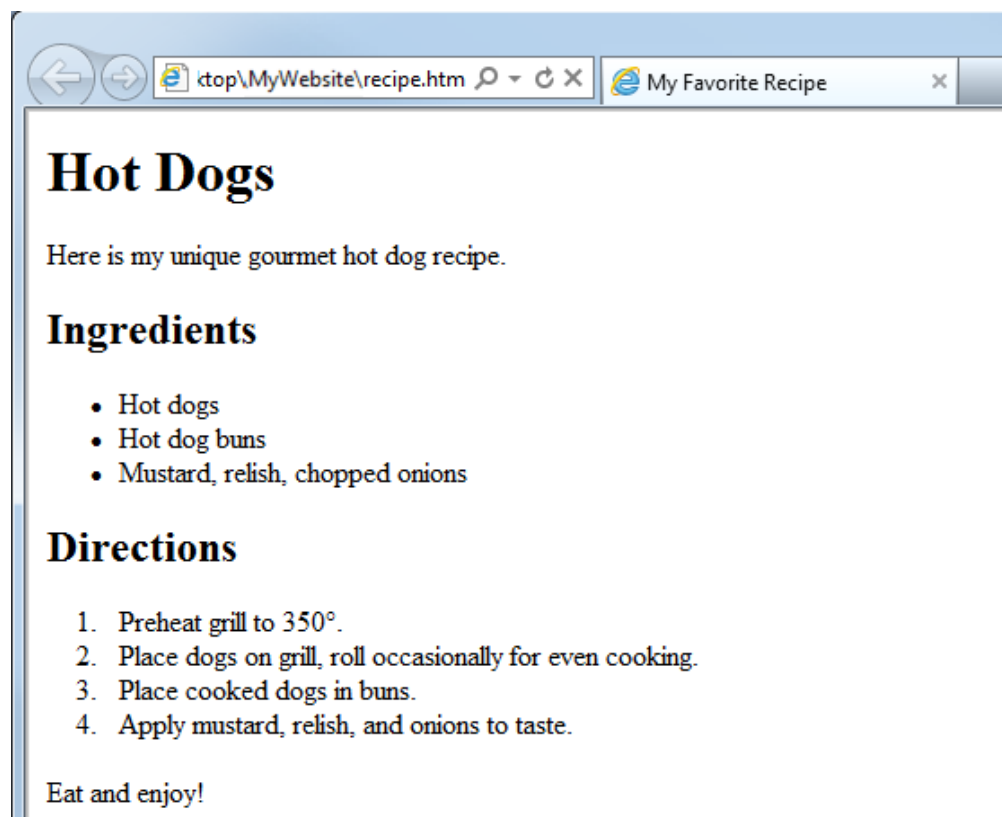 ktop\MyWebsite\recipe.htm
My Favorite Recipe
Hot Dogs
Here is my unique gourmet hot dog recipe.
Ingredients
• Hot dogs
• Hot dog buns
• Mustard, relish, chopped onions
Directions
1. Preheat grill to 350°.
2. Place dogs on grill, roll occasionally for even cooking.
3. Place cooked dogs in buns.
4. Apply mustard, relish, and onions to taste.
Eat and enjoy!